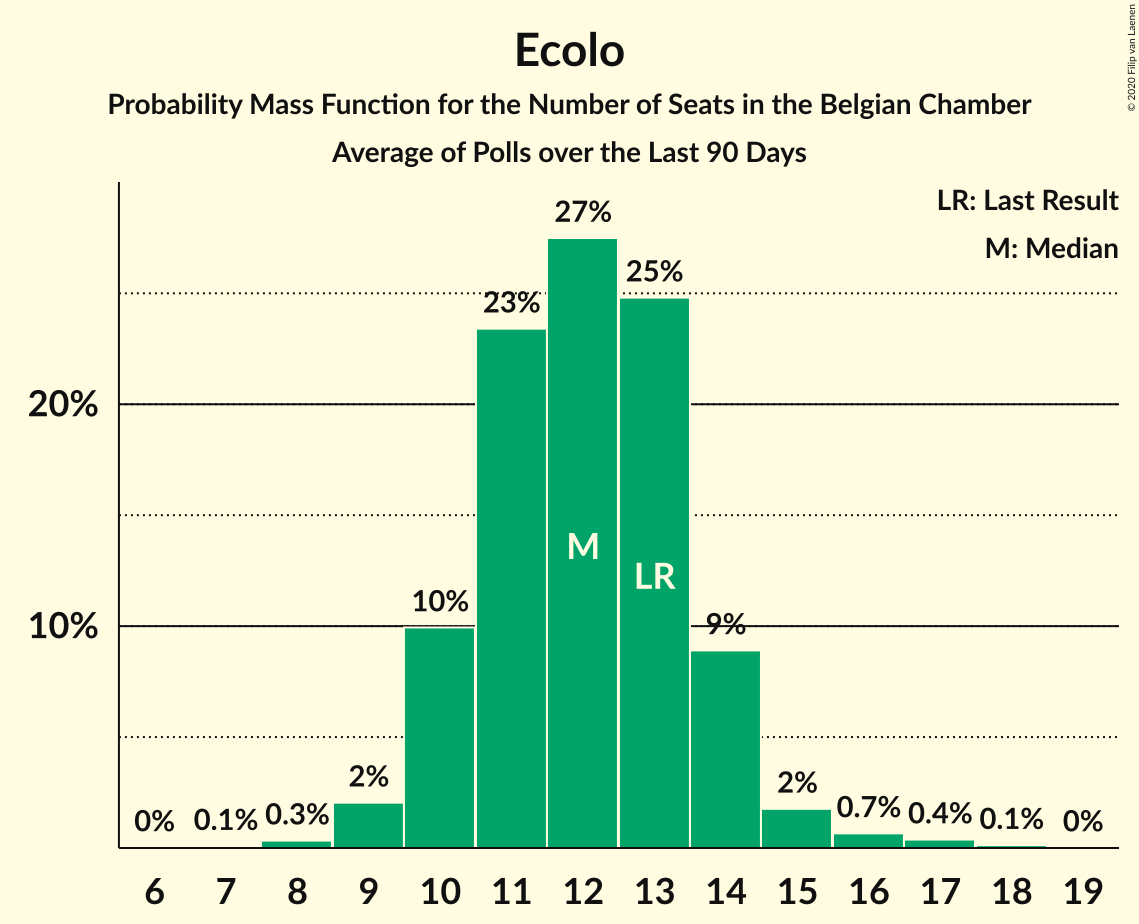 Ecolo
Probability Mass Function for the Number of Seats in the Belgian Chamber
Average of Polls over the Last 90 Days
© 2020 Filip van Laenen
LR: Last Result
M: Median
27%
25%
23%
20%
M
LR
10%
9%
10%
2%
2%
0%
0.1%
0.3%
0.7%
0.4%
0.1%
0%
6 7 8 9 10 11 12 13 14 15 16 17 18 19